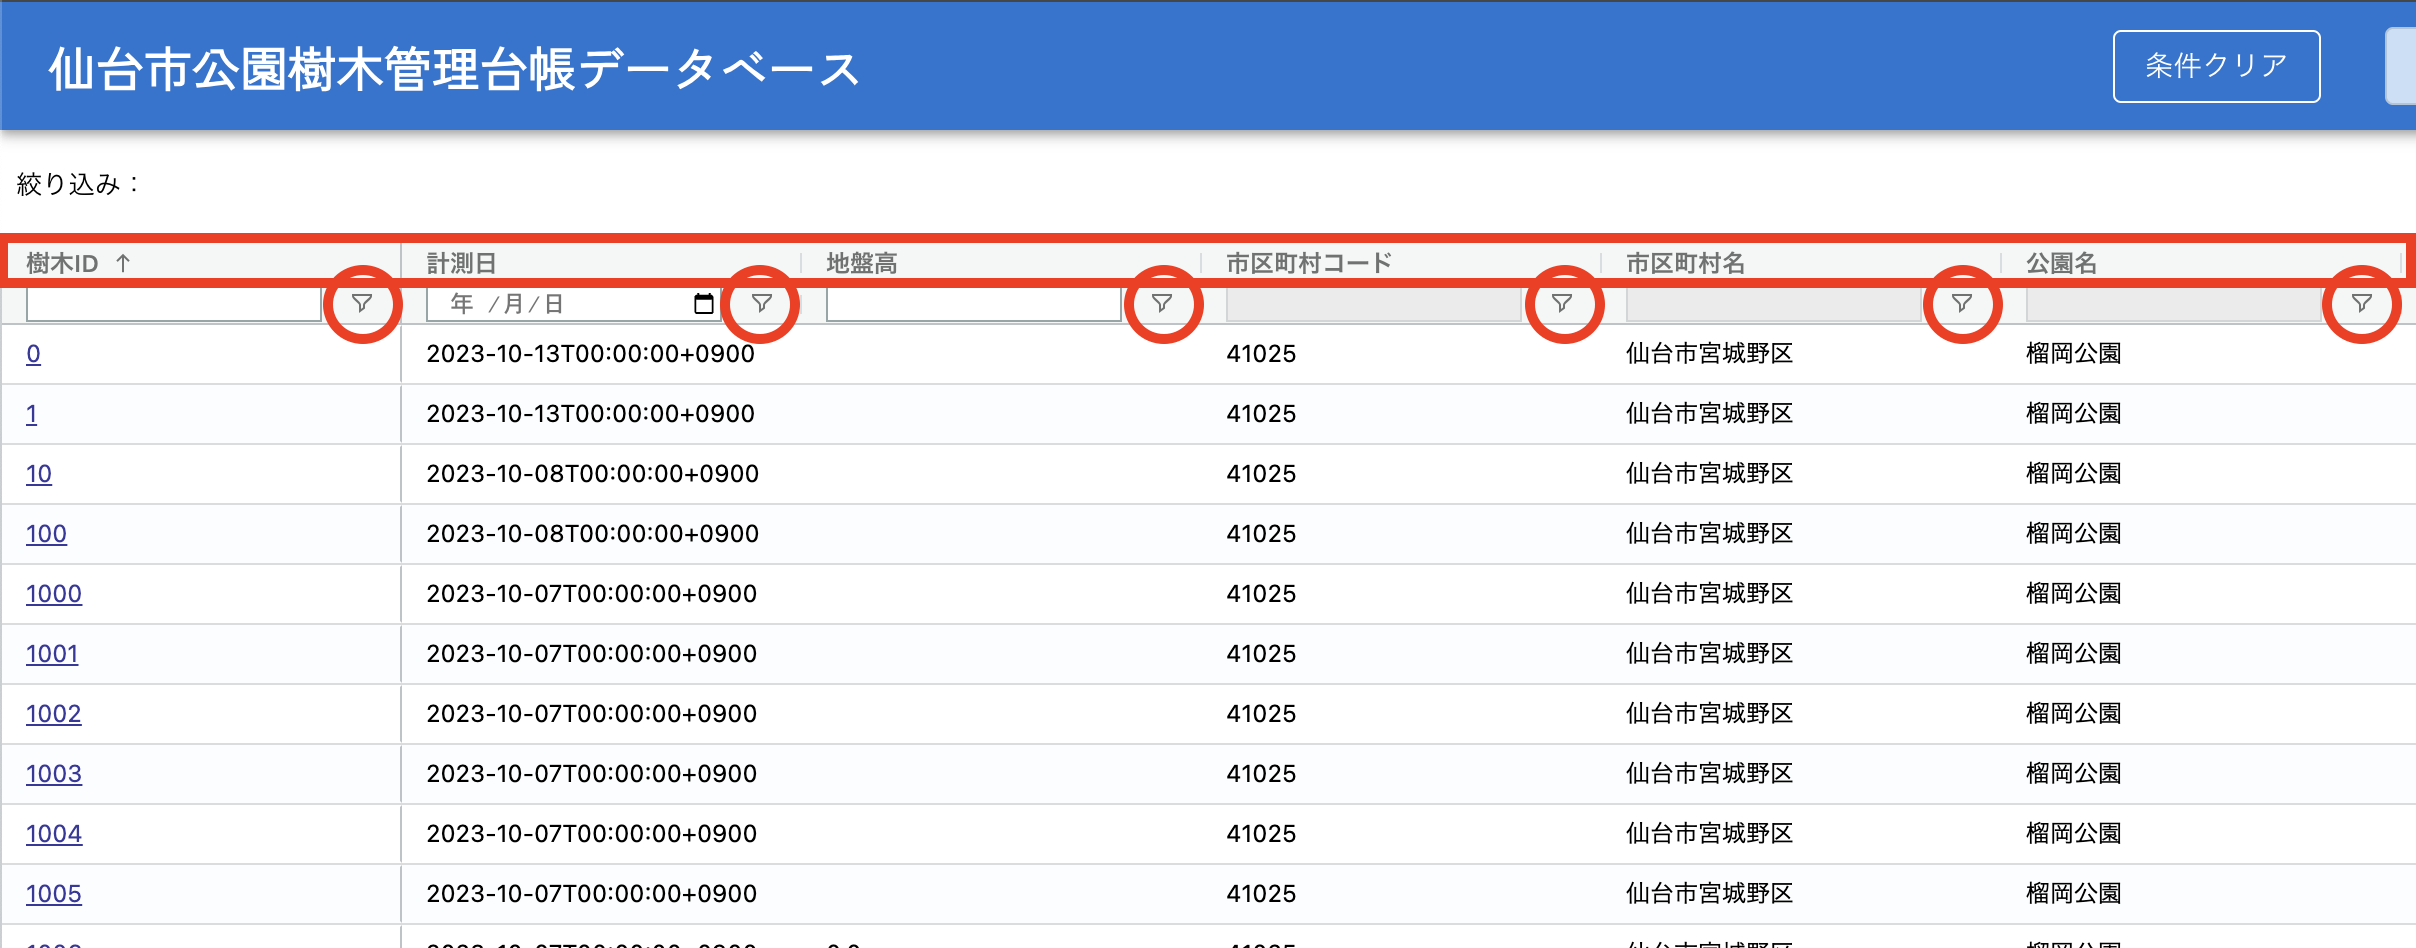 仙台市公園樹木管理台帳データベース 条件クリア
絞り込み：
樹木ID ↑ 計測日 地盤高 市区町村コード 市区町村名 公園名
年 /月/日
0 2023-10-13T00:00:00+0900 41025 仙台市宮城野区 榴岡公園
1 2023-10-13T00:00:00+0900 41025 仙台市宮城野区 榴岡公園
10 2023-10-08T00:00:00+0900 41025 仙台市宮城野区 榴岡公園
100 2023-10-08T00:00:00+0900 41025 仙台市宮城野区 榴岡公園
1000 2023-10-07T00:00:00+0900 41025 仙台市宮城野区 榴岡公園
1001 2023-10-07T00:00:00+0900 41025 仙台市宮城野区 榴岡公園
1002 2023-10-07T00:00:00+0900 41025 仙台市宮城野区 榴岡公園
1003 2023-10-07T00:00:00+0900 41025 仙台市宮城野区 榴岡公園
1004 2023-10-07T00:00:00+0900 41025 仙台市宮城野区 榴岡公園
1005 2023-10-07T00:00:00+0900 41025 仙台市宮城野区 榴岡公園